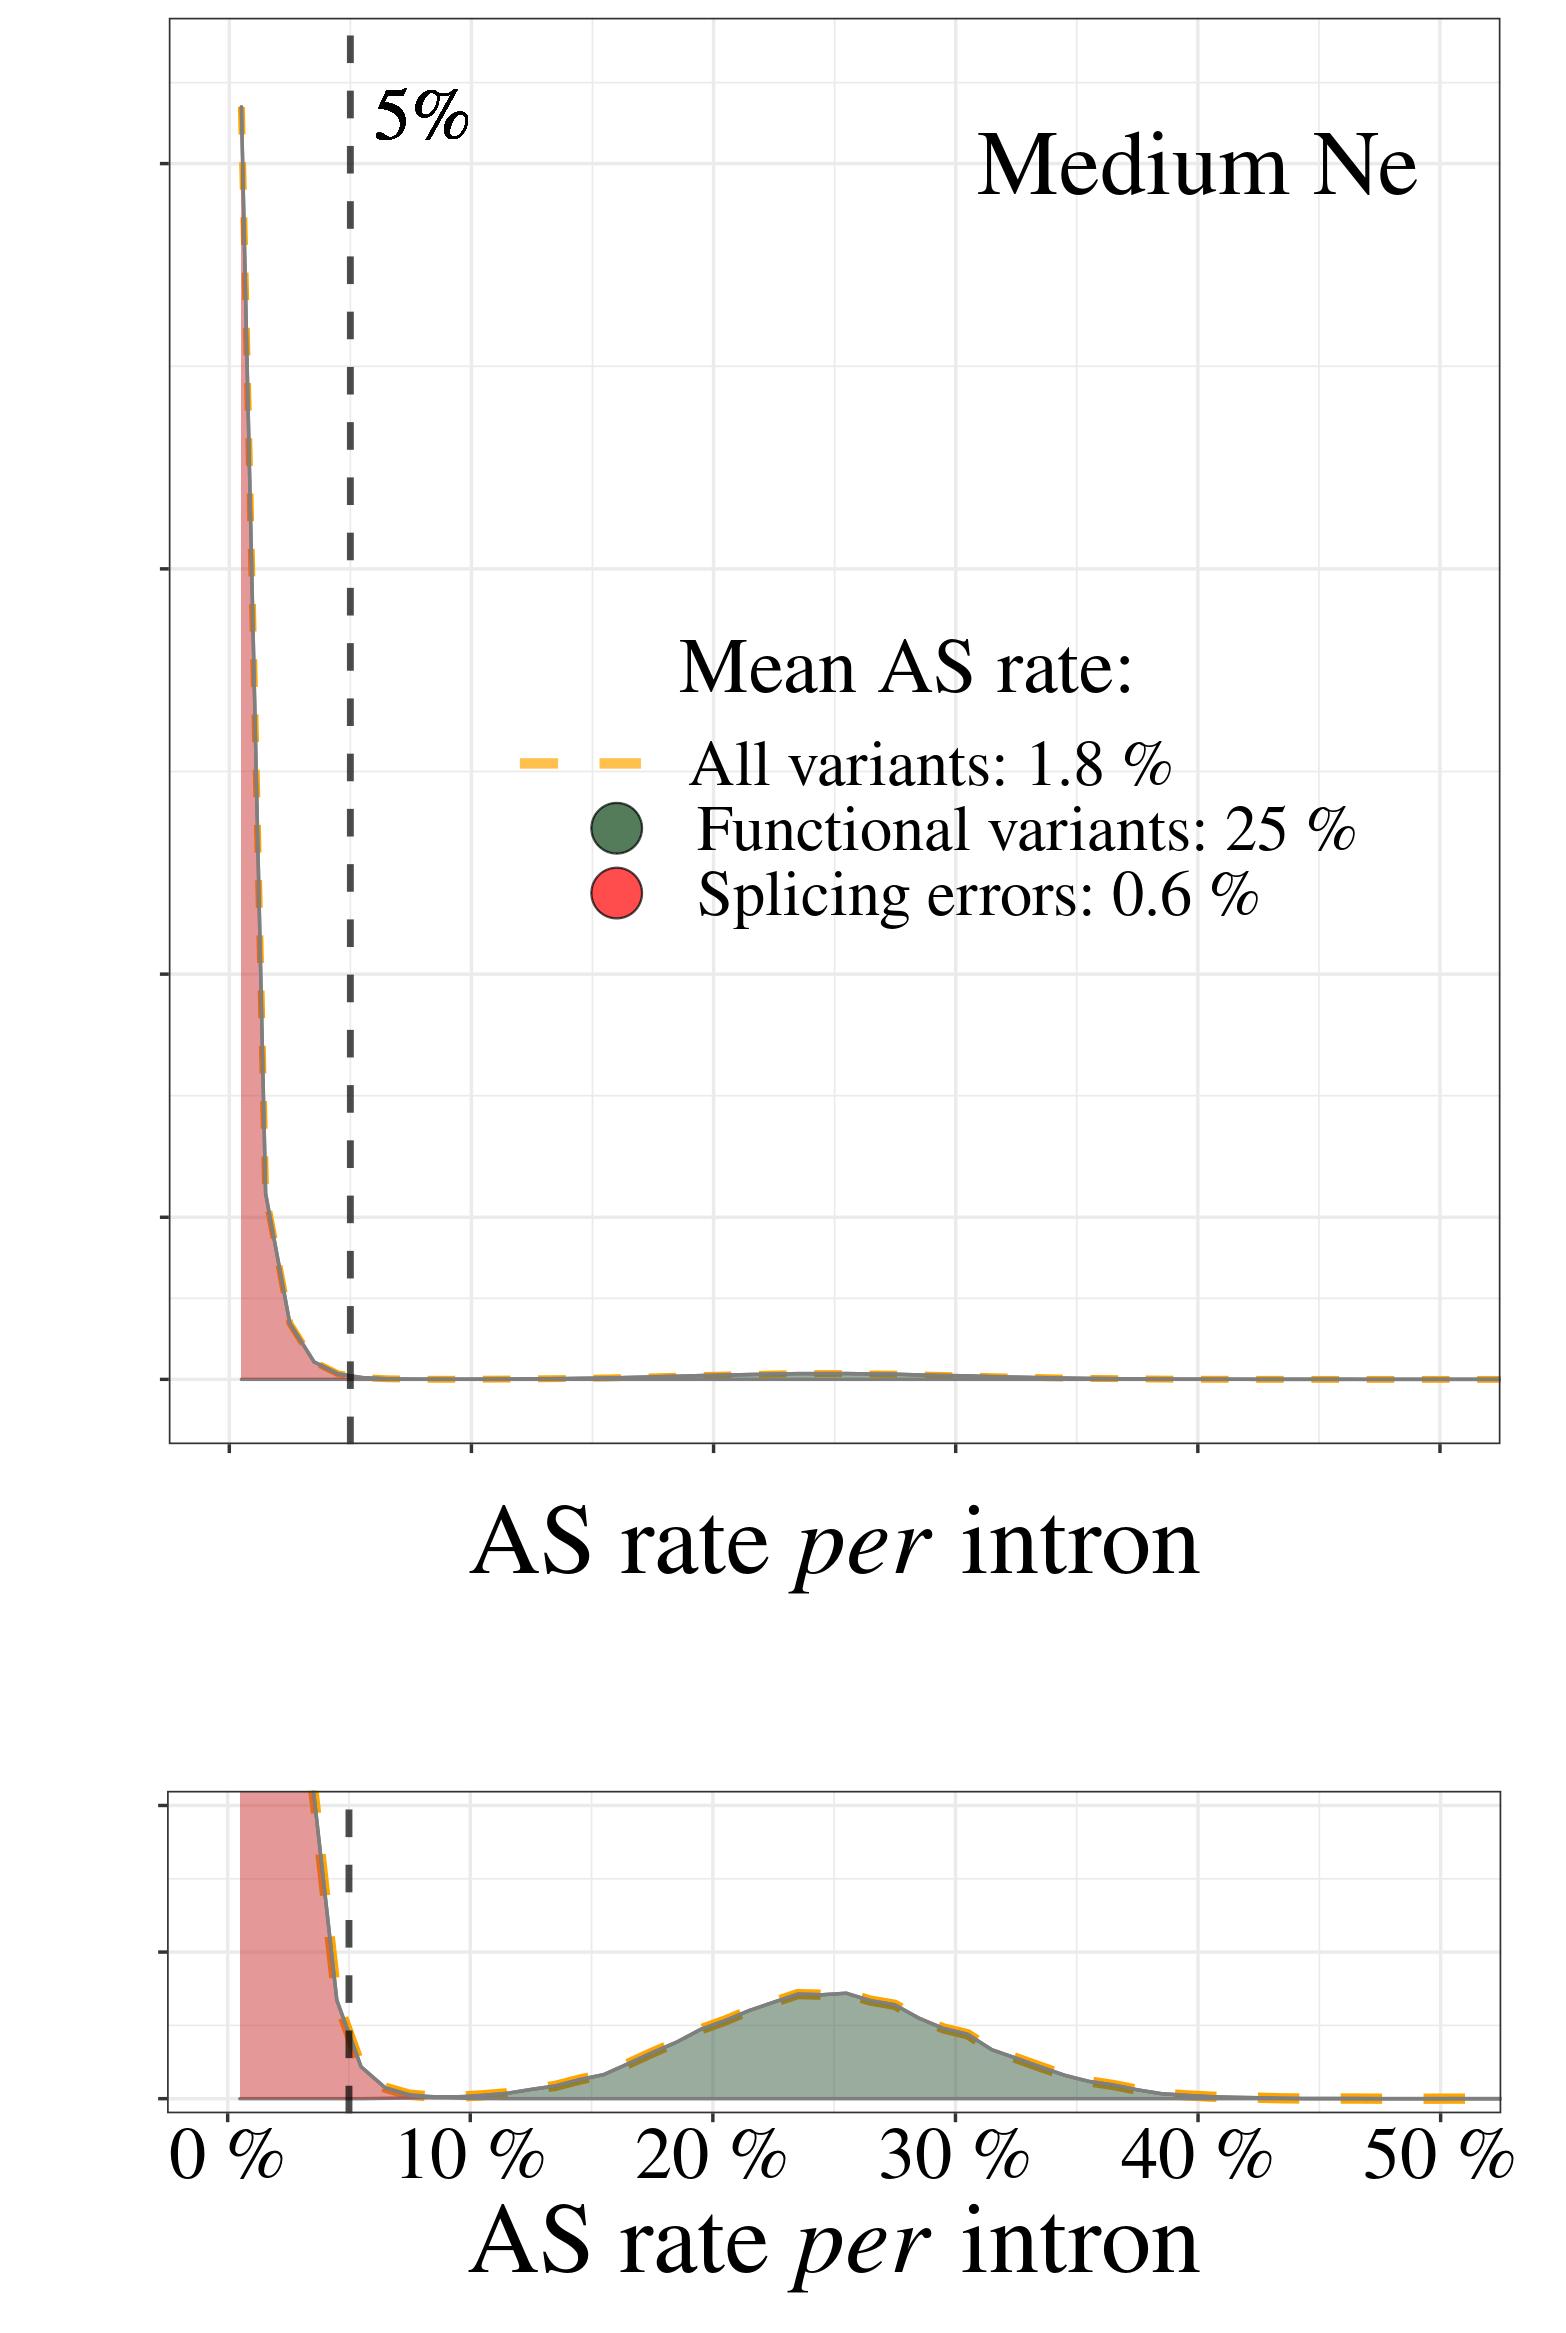 5%
Medium Ne
Mean AS rate:
All variants: 1.8 %
Functional variants: 25 %
Splicing errors: 0.6 %
AS rate per intron
0 % 10 % 20 % 30 % 40 % 50 %
AS rate per intron